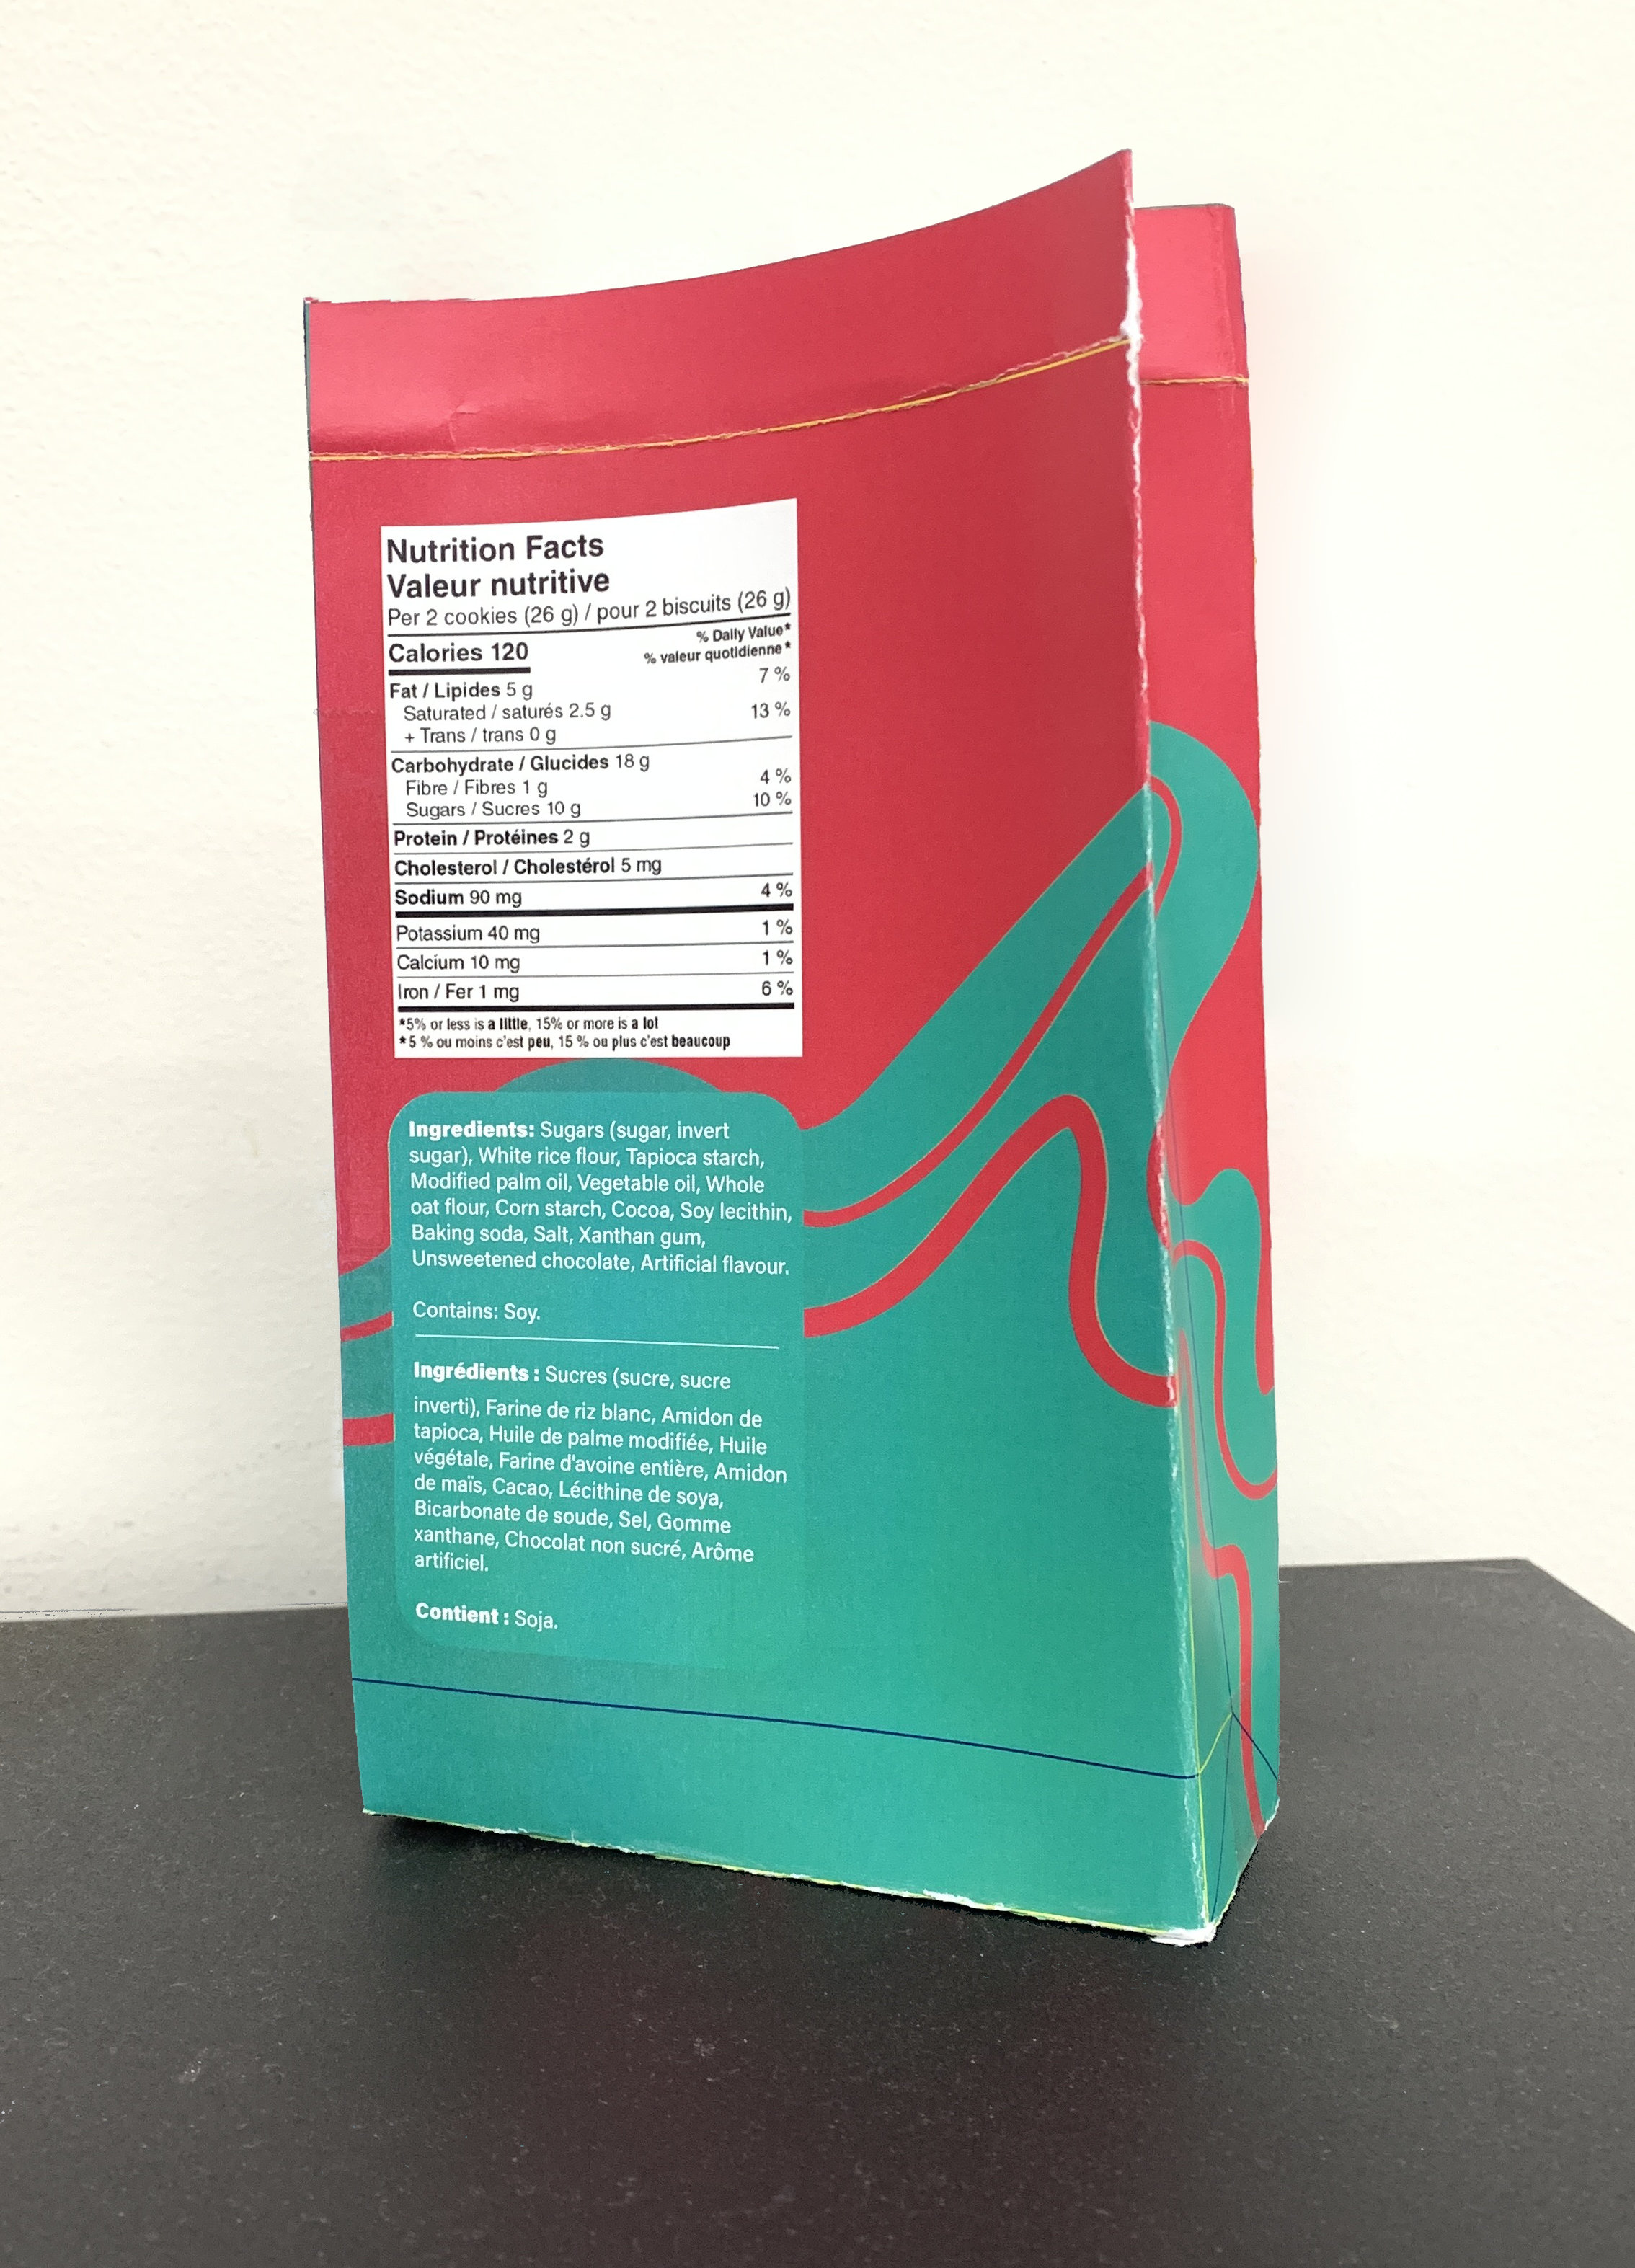 Nutrition Facts
Valeur nutritive
Per 2 cookies (26 g) / pour 2 biscuits (26 g)
% Daily Value*
Calories 120
% valeur quotidienne*
Fat / Lipides 5 g 7 %
Saturated / saturés 2.5 g 13 %
+ Trans / trans 0 g
Carbohydrate / Glucides 18 g
Fibre / Fibres 1 g 4 %
Sugars / Sucres 10 g 10 %
Protein / Protéines 2 g
Cholesterol / Cholestérol 5 mg
Sodium 90 mg 4 %
Potassium 40 mg 1 %
Calcium 10 mg 1 %
Iron / Fer 1 mg 6 %
*5% or less is a little, 15% or more is a lot
*5 % ou moins c'est peu, 15 % ou plus c'est beaucoup
Ingredients: Sugars (sugar, invert
sugar), White rice flour, Tapioca starch,
Modified palm oil, Vegetable oil, Whole
oat flour, Corn starch, Cocoa, Soy lecithin,
Baking soda, Salt, Xanthan gum,
Unsweetened chocolate, Artificial flavour.
Contains: Soy.
Ingrédients : Sucres (sucre, sucre
inverti), Farine de riz blanc, Amidon de
tapioca, Huile de palme modifiée, Huile
végétale, Farine d'avoine entière, Amidon
de maïs, Cacao, Lécithine de soya,
Bicarbonate de soude, Sel, Gomme
xanthane, Chocolat non sucré, Arôme
artificiel.
Contient : Soja.